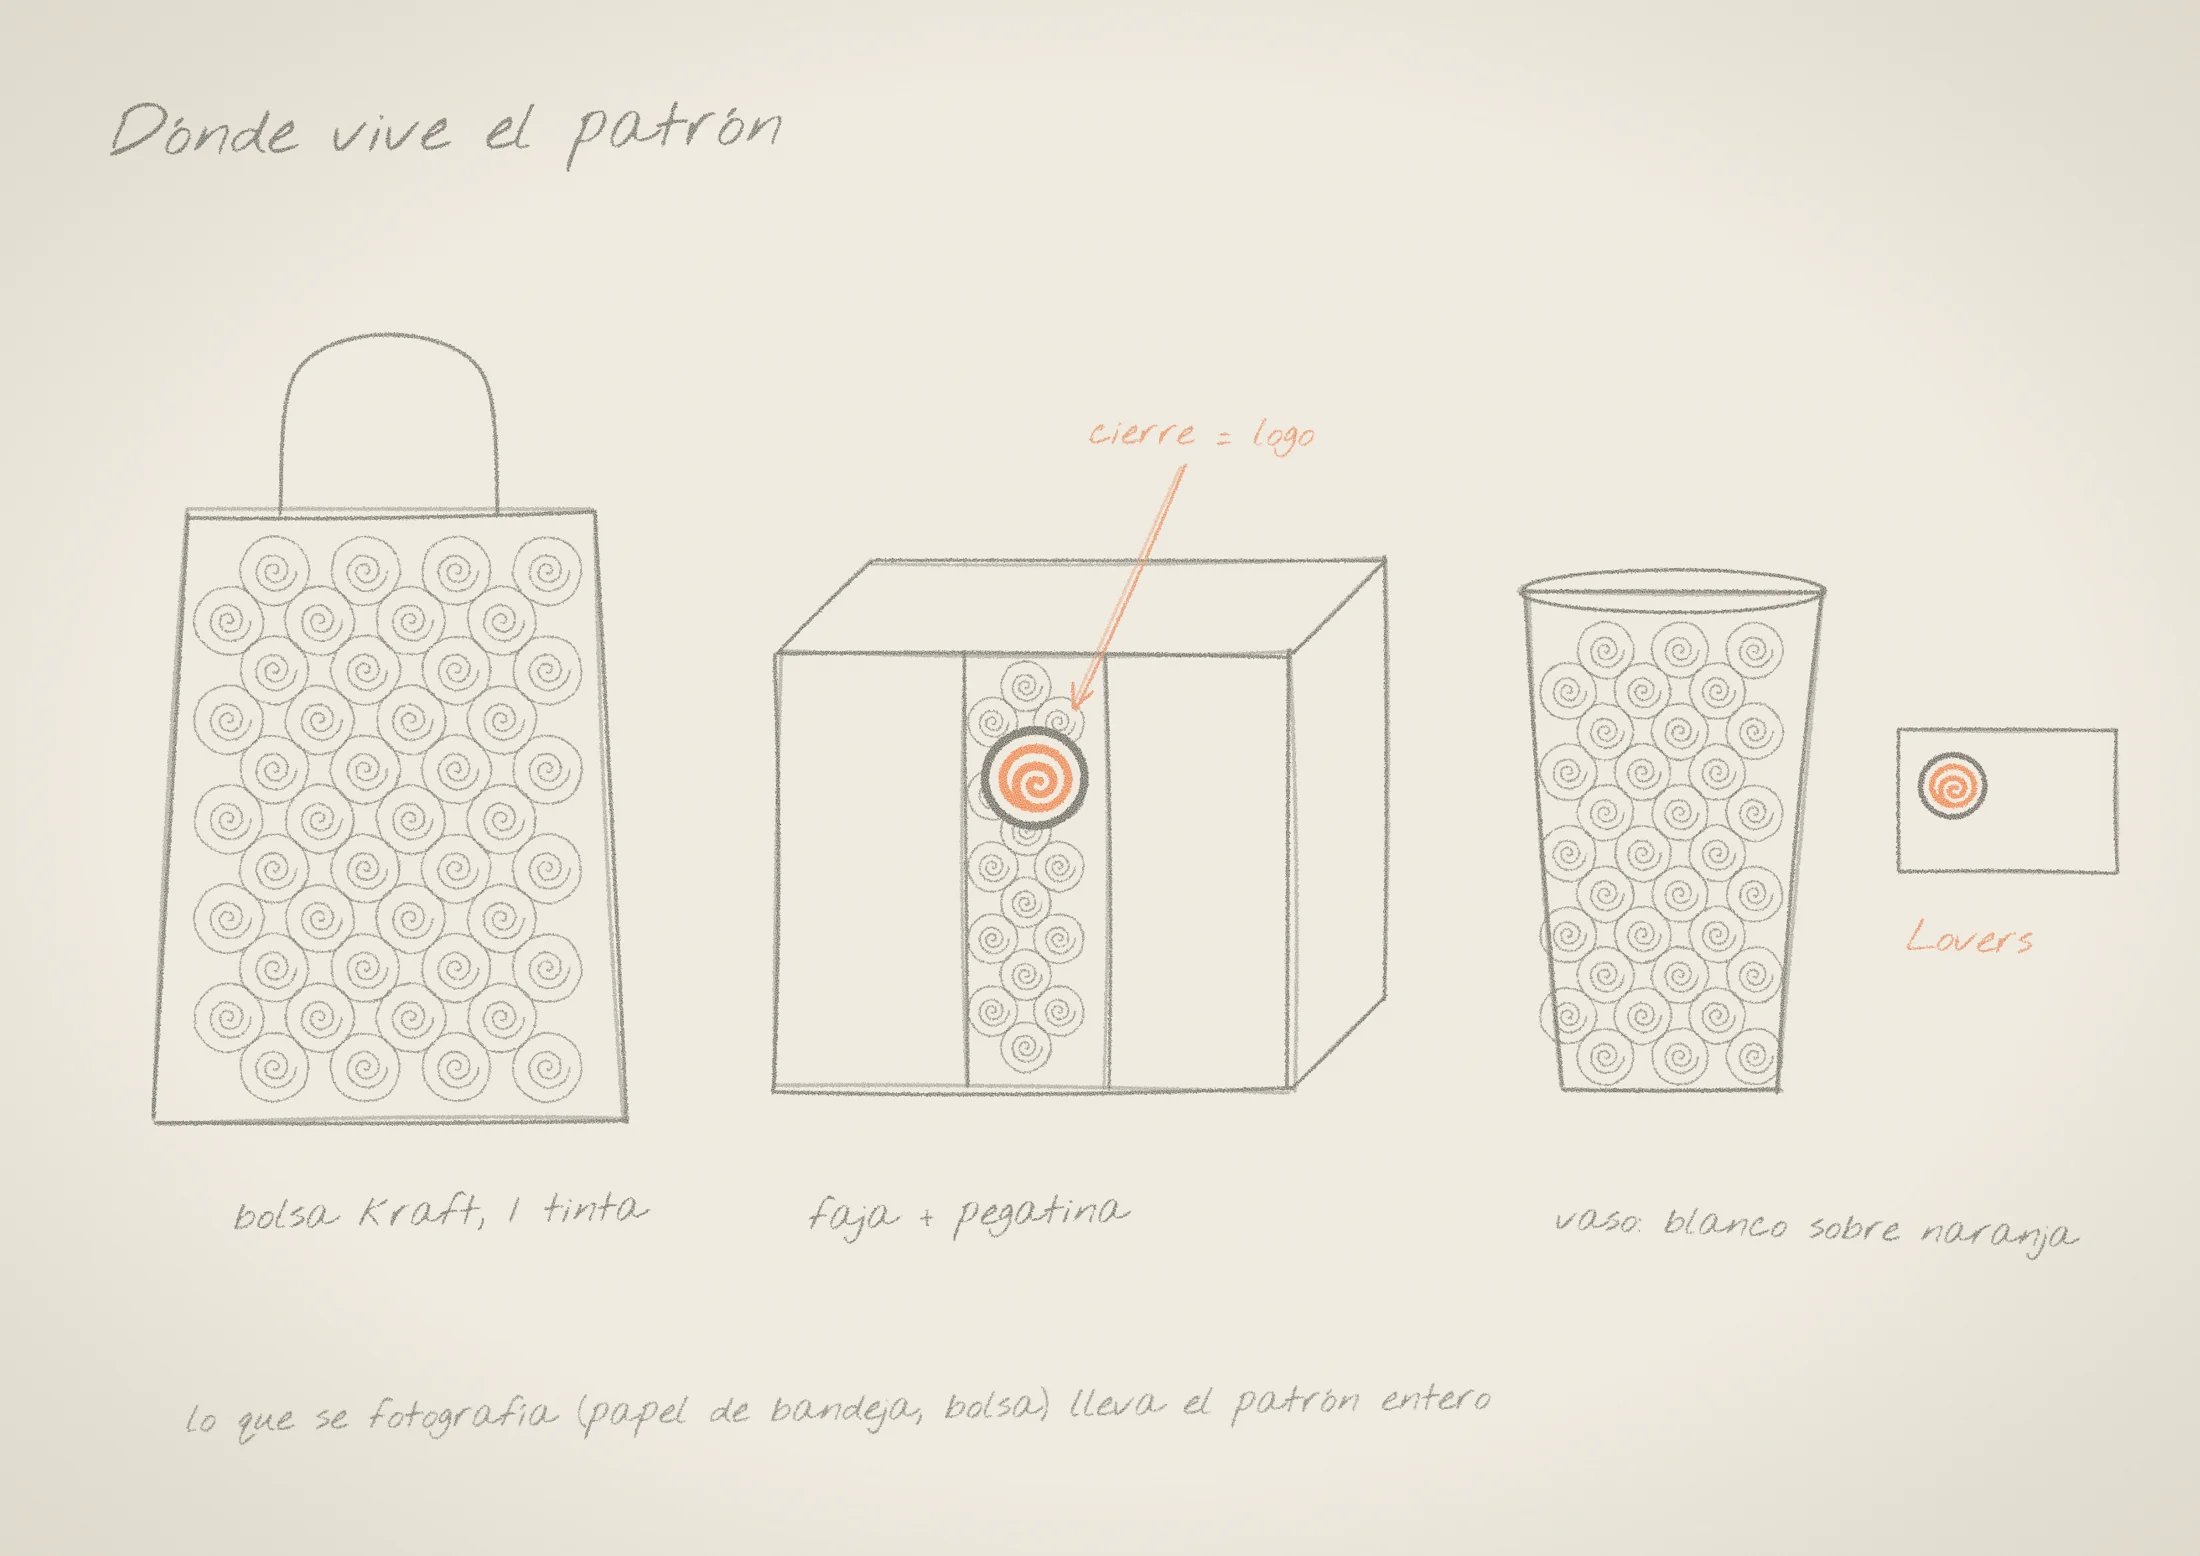 Dónde vive el patrón
cierre = logo
Lovers
bolsa Kraft, 1 tinta
faja + pegatina
vaso: blanco sobre naranja
lo que se fotografía (papel de bandeja, bolsa) lleva el patrón entero